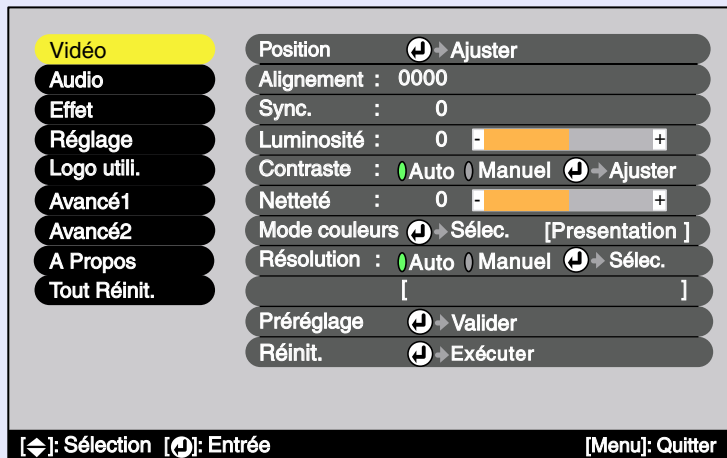 Vidéo
Audio
Effet
Réglage
Logo utili.
Avancé1
Avancé2
A Propos
Tout Réinit.
Position Ajuster
Alignement : 0000
Sync. : 0
Luminosité : 0 - +
Contraste : Auto Manuel Ajuster
Netteté : 0 - +
Mode couleurs Sélec. [Presentation ]
Résolution : Auto Manuel Sélec.
[ ]
Préréglage Valider
Réinit. Exécuter
[ ]: Sélection [ ]: Entrée [Menu]: Quitter